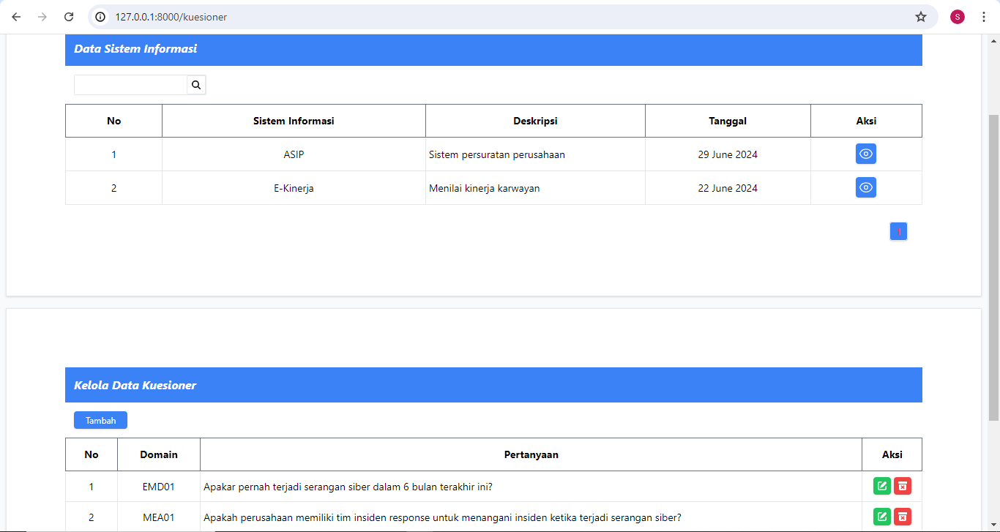 127.0.0.1:8000/kuesioner
S
Data Sistem Informasi
No Sistem Informasi Deskripsi Tanggal Aksi
1 ASIP Sistem persuratan perusahaan 29 June 2024
2 E-Kinerja Menilai kinerja karwayan 22 June 2024
1
Kelola Data Kuesioner
Tambah
No Domain Pertanyaan Aksi
1 EMD01 Apakar pernah terjadi serangan siber dalam 6 bulan terakhir ini?
2 MEA01 Apakah perusahaan memiliki tim insiden response untuk menangani insiden ketika terjadi serangan siber?